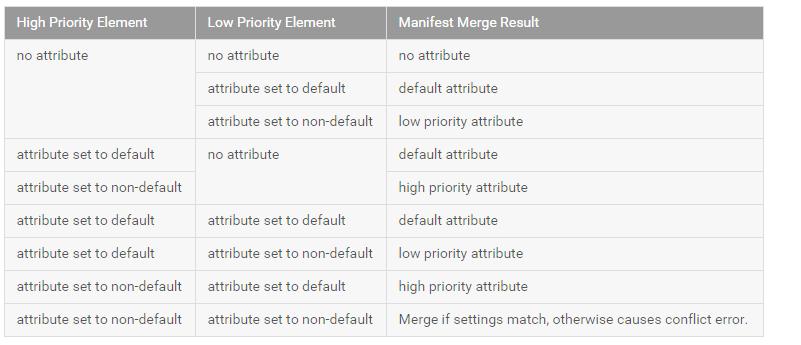 High Priority Element Low Priority Element Manifest Merge Result
no attribute no attribute no attribute
attribute set to default default attribute
attribute set to non-default low priority attribute
attribute set to default no attribute default attribute
attribute set to non-default high priority attribute
attribute set to default attribute set to default default attribute
attribute set to default attribute set to non-default low priority attribute
attribute set to non-default attribute set to default high priority attribute
attribute set to non-default attribute set to non-default Merge if settings match, otherwise causes conflict error.